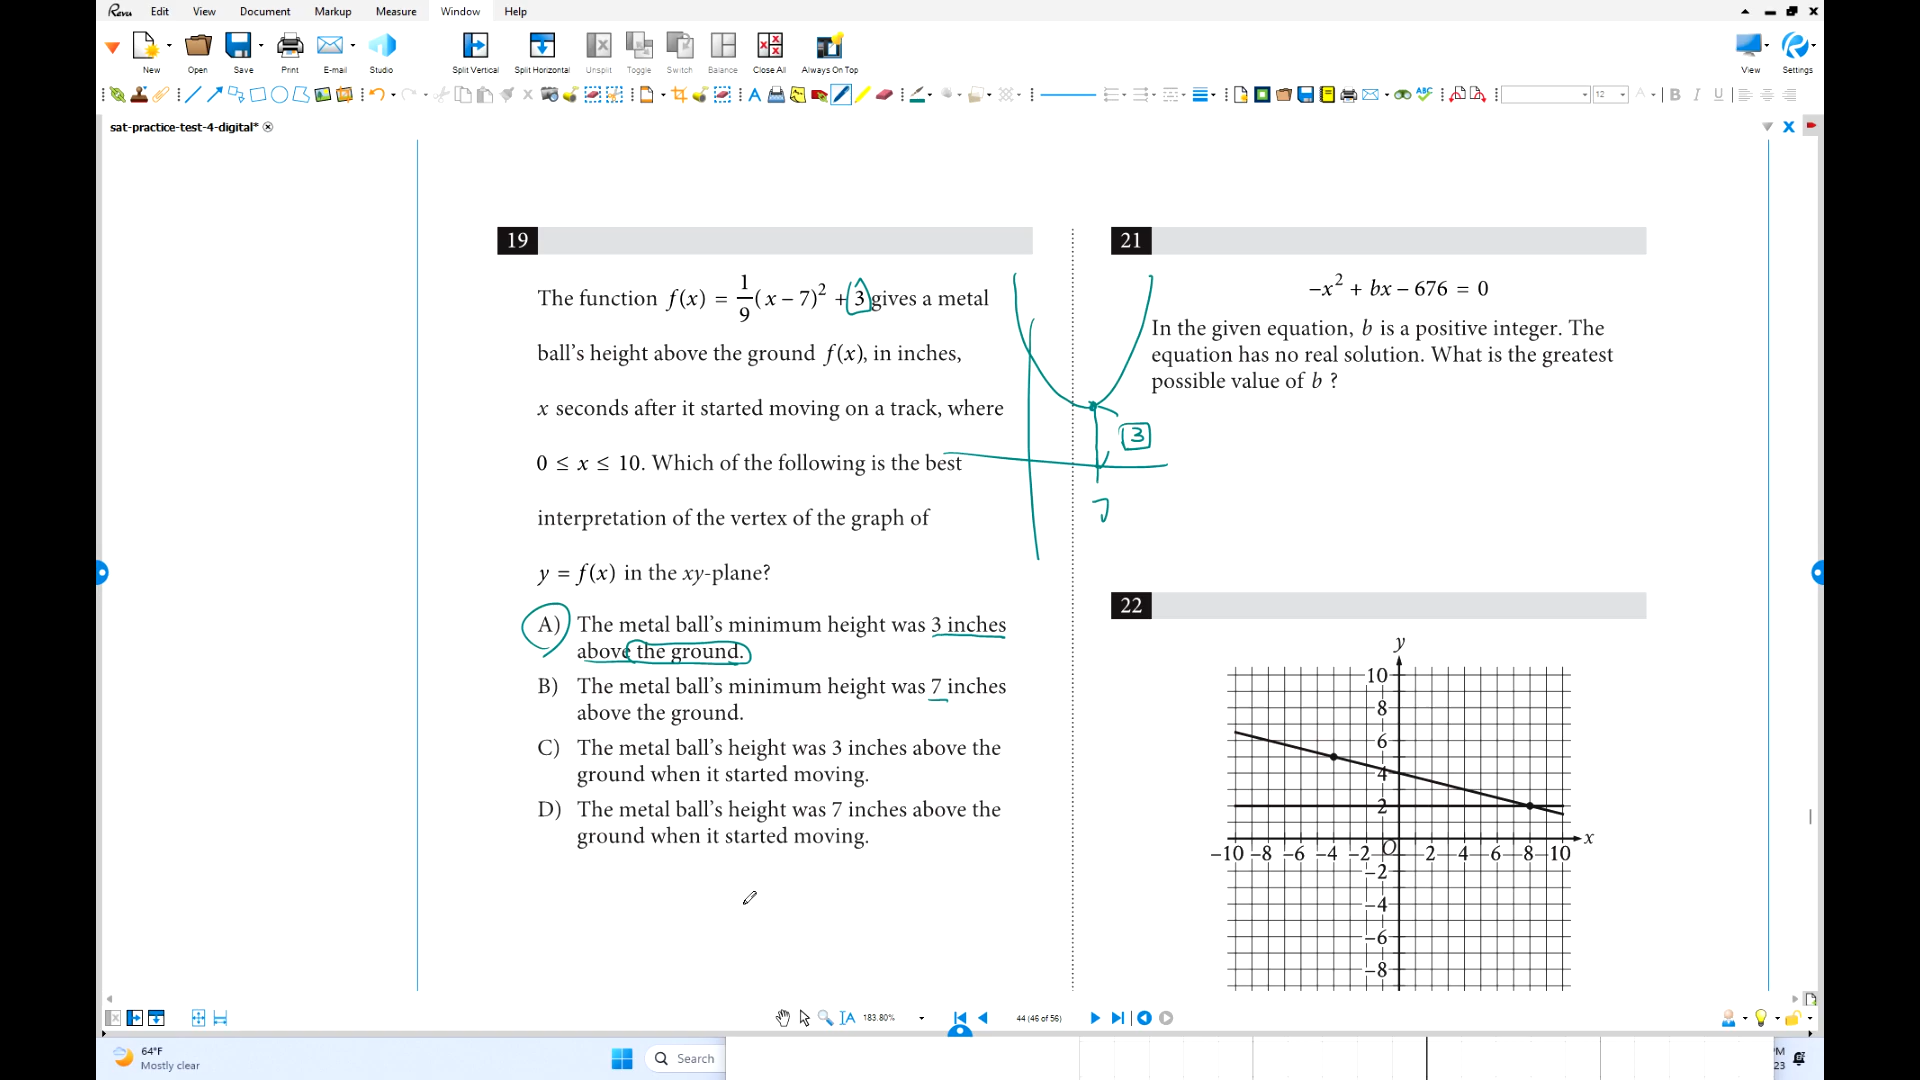 Revu Edit View Document Markup Measure Window Help
New Open Save Print E-mail Studio Split Vertical Split Horizontal Unsplit Toggle Switch Balance Close All Always On Top View Settings
12
sat-practice-test-4-digital*
19
The function f(x) = 1/9 (x − 7)² + 3 gives a metal
ball's height above the ground f(x), in inches,
x seconds after it started moving on a track, where
0 ≤ x ≤ 10. Which of the following is the best
interpretation of the vertex of the graph of
y = f(x) in the xy-plane?
A) The metal ball's minimum height was 3 inches
above the ground.
B) The metal ball's minimum height was 7 inches
above the ground.
C) The metal ball's height was 3 inches above the
ground when it started moving.
D) The metal ball's height was 7 inches above the
ground when it started moving.
3
7
21
−x² + bx − 676 = 0
In the given equation, b is a positive integer. The
equation has no real solution. What is the greatest
possible value of b ?
22
y
10
8
6
4
2
x
−10 −8 −6 −4 −2 O 2 4 6 8 10
−2
−4
−6
−8
183.80%
44 (46 of 56)
64°F
Mostly clear
Search